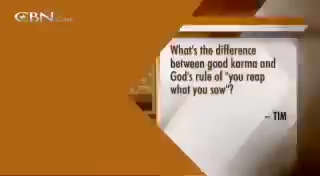 CBN.com
What's the difference
between good karma and
God's rule of "you reap
what you sow"?
– TIM